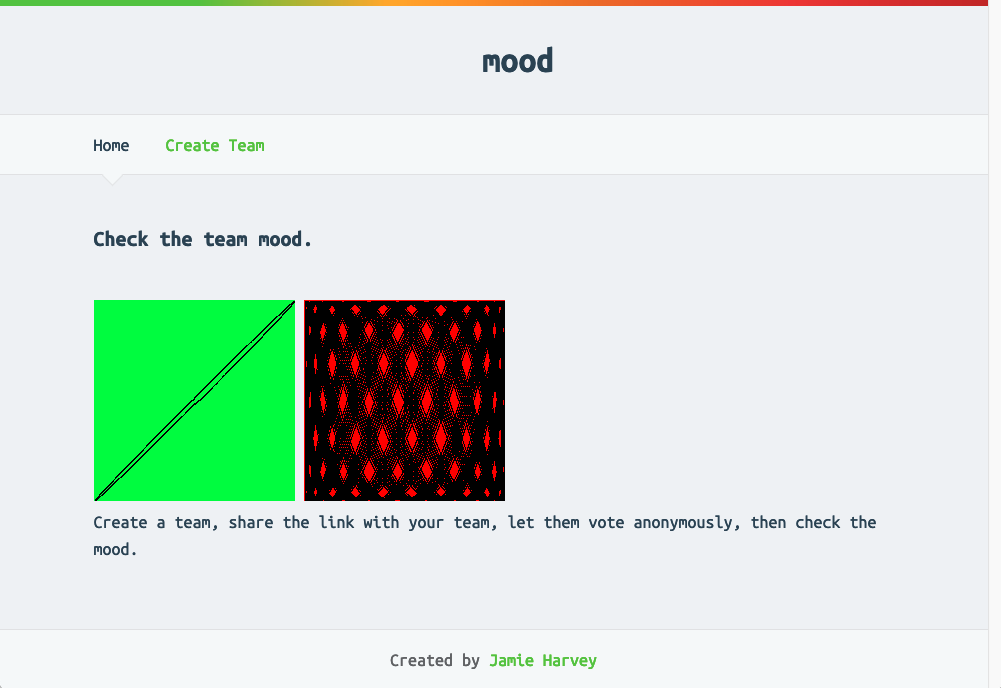 mood
Home Create Team
Check the team mood.
Create a team, share the link with your team, let them vote anonymously, then check the
mood.
Created by Jamie Harvey